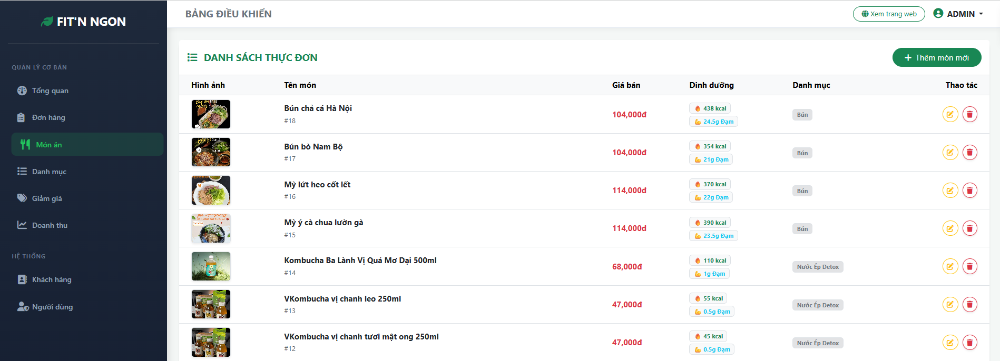 FIT'N NGON
BẢNG ĐIỀU KHIỂN
Xem trang web
ADMIN
QUẢN LÝ CƠ BẢN
Tổng quan
Đơn hàng
Món ăn
Danh mục
Giảm giá
Doanh thu
HỆ THỐNG
Khách hàng
Người dùng
DANH SÁCH THỰC ĐƠN
+ Thêm món mới
Hình ảnh Tên món Giá bán Dinh dưỡng Danh mục Thao tác
Bún chả cá Hà Nội
#18
104,000đ
438 kcal
24.5g Đạm
Bún
Bún bò Nam Bộ
#17
104,000đ
354 kcal
21g Đạm
Bún
Mỳ lứt heo cốt lết
#16
114,000đ
370 kcal
22g Đạm
Bún
Mỳ ý cà chua lườn gà
#15
114,000đ
390 kcal
23.5g Đạm
Bún
Kombucha Ba Lành Vị Quả Mơ Dại 500ml
#14
68,000đ
110 kcal
1g Đạm
Nước Ép Detox
VKombucha vị chanh leo 250ml
#13
47,000đ
55 kcal
0.5g Đạm
Nước Ép Detox
VKombucha vị chanh tươi mật ong 250ml
#12
47,000đ
45 kcal
0.5g Đạm
Nước Ép Detox